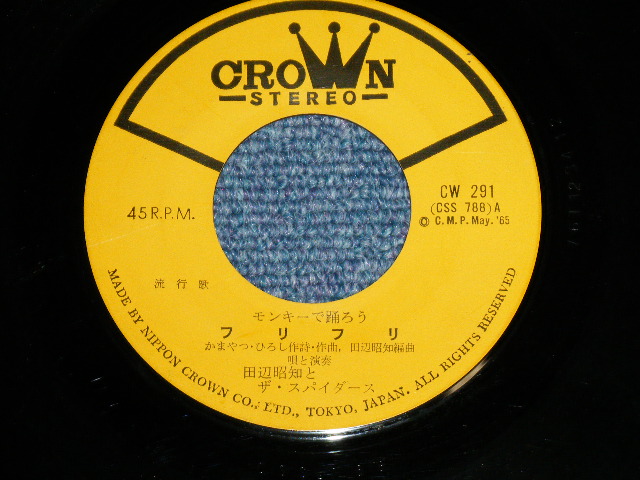 CROWN
STEREO
45 R.P.M.
CW 291
(CSS 788) A
© C.M.P. May. '65
流行歌
モンキーで踊ろう
フリフリ
かまやつ・ひろし作詩・作曲, 田辺昭知編曲
唄と演奏
田辺昭知と
ザ・スパイダース
MADE BY NIPPON CROWN CO., LTD., TOKYO, JAPAN. ALL RIGHTS RESERVED